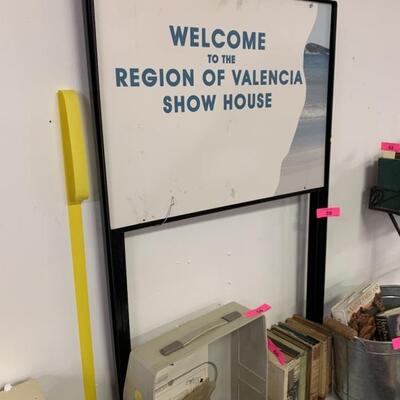 WELCOME
TO THE
REGION OF VALENCIA
SHOW HOUSE